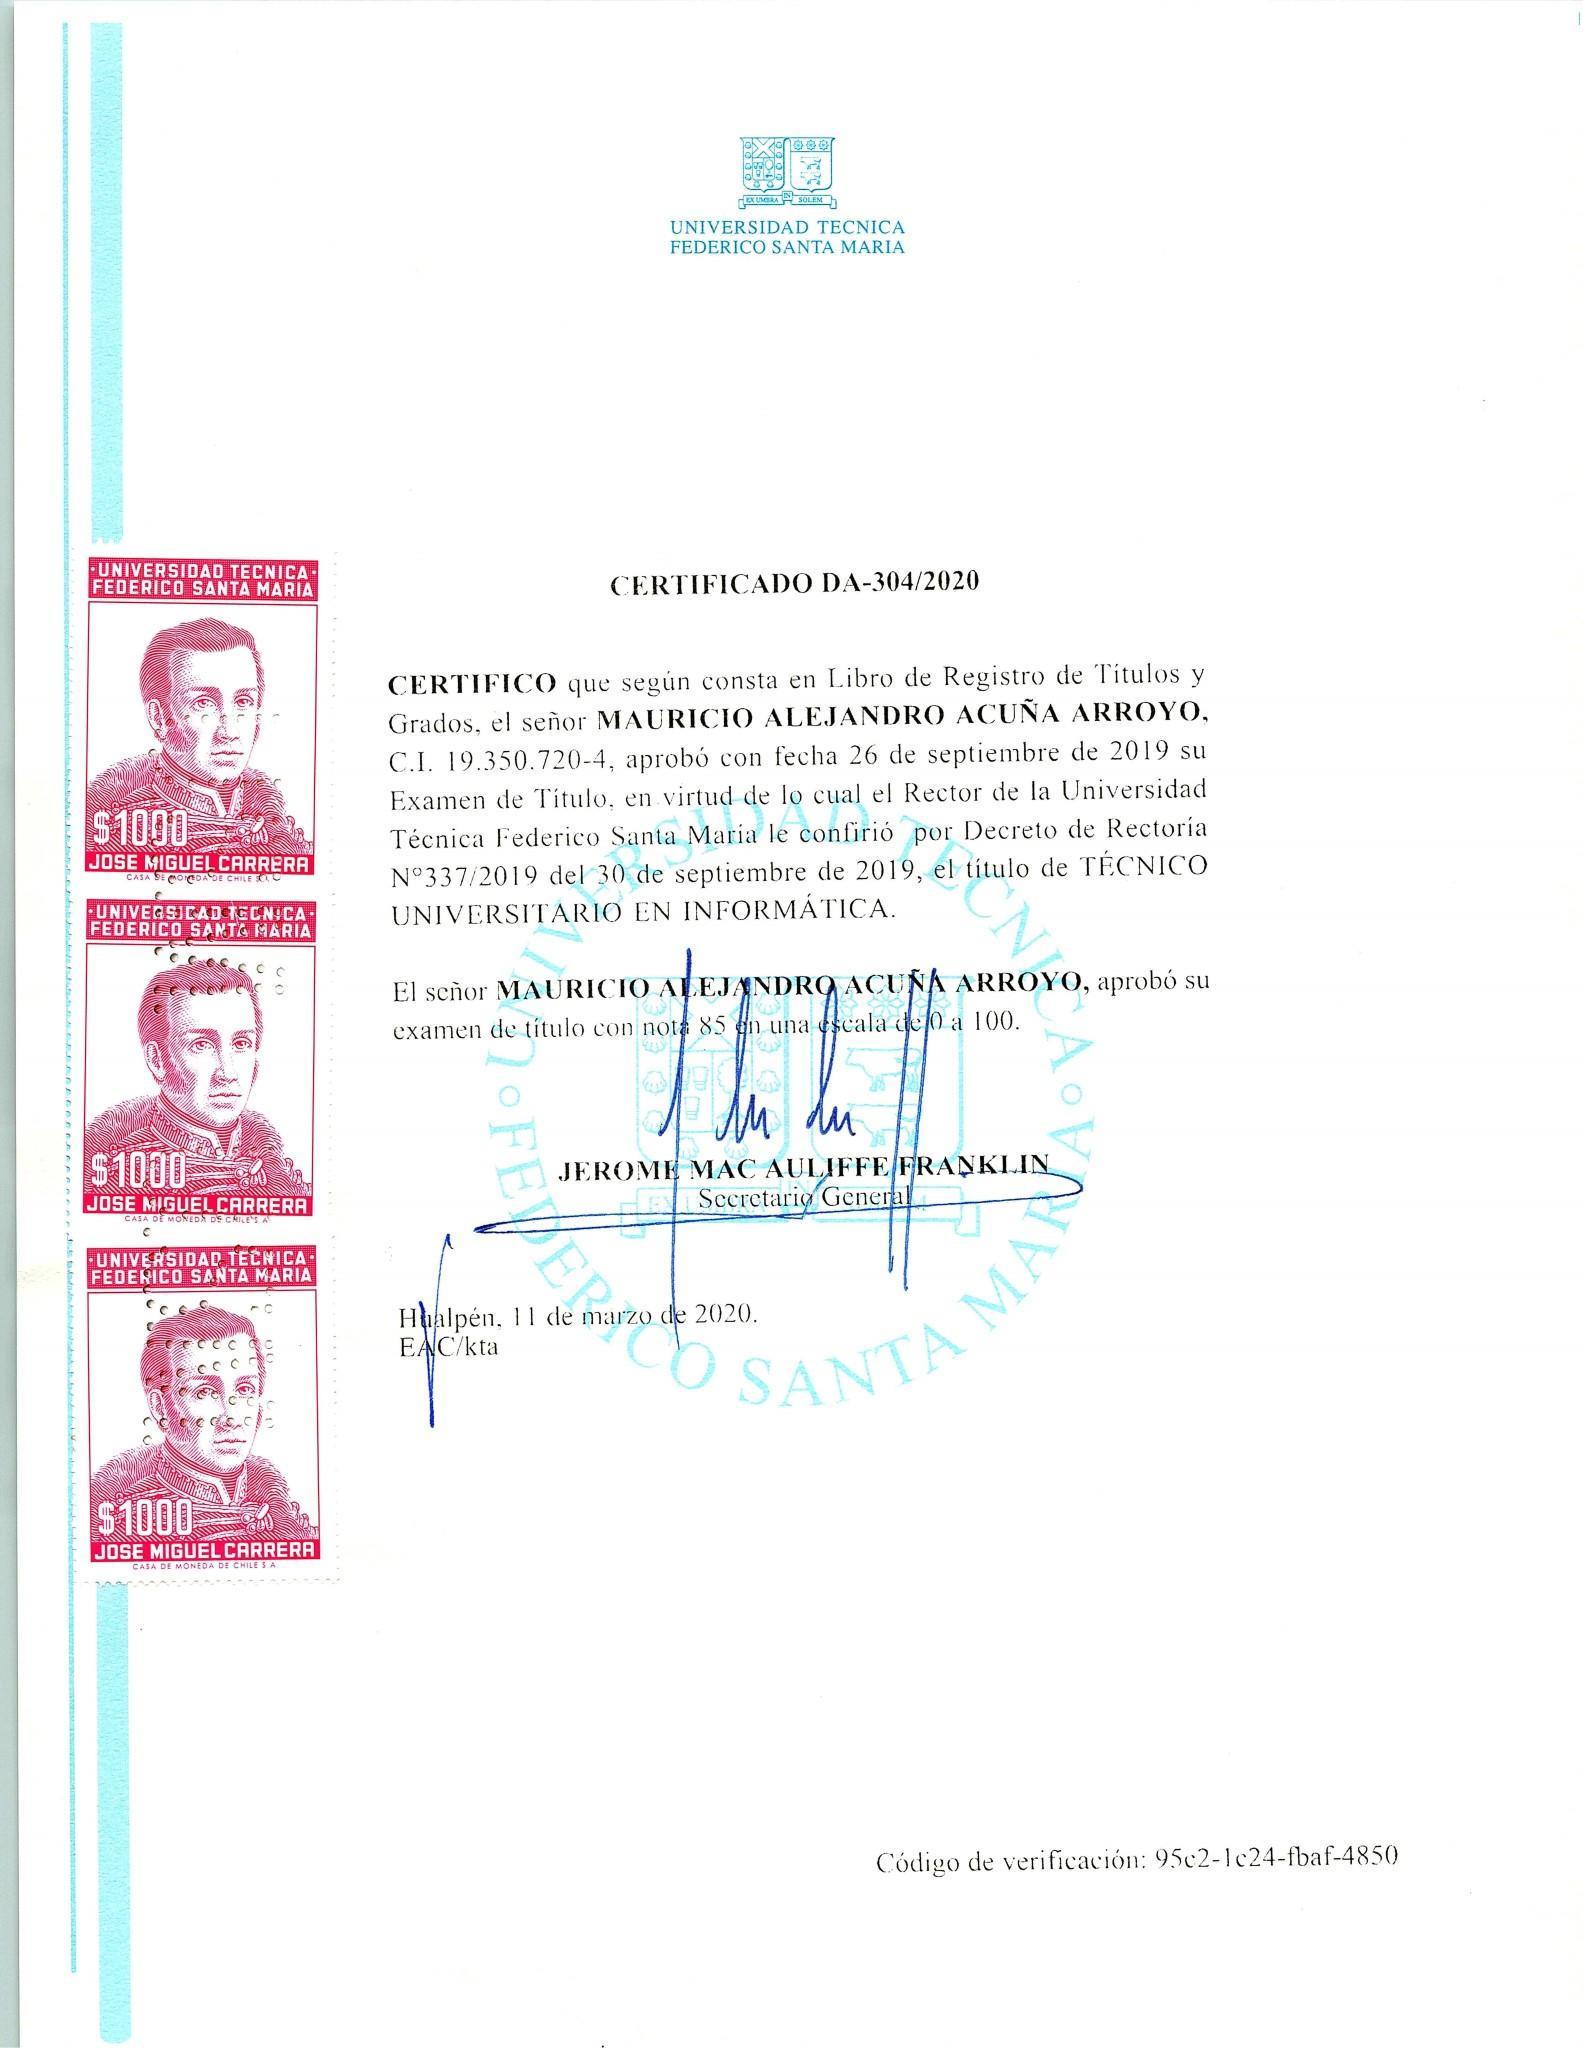 EX UMBRA IN SOLEM
UNIVERSIDAD TECNICA
FEDERICO SANTA MARIA
CERTIFICADO DA-304/2020
CERTIFICO que según consta en Libro de Registro de Títulos y
Grados, el señor MAURICIO ALEJANDRO ACUÑA ARROYO,
C.I. 19.350.720-4, aprobó con fecha 26 de septiembre de 2019 su
Examen de Título, en virtud de lo cual el Rector de la Universidad
Técnica Federico Santa María le confirió por Decreto de Rectoría
N°337/2019 del 30 de septiembre de 2019, el título de TÉCNICO
UNIVERSITARIO EN INFORMÁTICA.
El señor MAURICIO ALEJANDRO ACUÑA ARROYO, aprobó su
examen de título con nota 85 en una escala de 0 a 100.
JEROME MAC AULIFFE FRANKLIN
Secretario General
Hualpén, 11 de marzo de 2020.
EAC/kta
Código de verificación: 95c2-1c24-fbaf-4850
UNIVERSIDAD TECNICA
FEDERICO SANTA MARIA
·UNIVERSIDAD TECNICA·
FEDERICO SANTA MARIA
$1000
JOSE MIGUEL CARRERA
CASA DE MONEDA DE CHILE S.A.
·UNIVERSIDAD TECNICA·
FEDERICO SANTA MARIA
$1000
JOSE MIGUEL CARRERA
CASA DE MONEDA DE CHILE S A
·UNIVERSIDAD TECNICA·
FEDERICO SANTA MARIA
$1000
JOSE MIGUEL CARRERA
CASA DE MONEDA DE CHILE S A